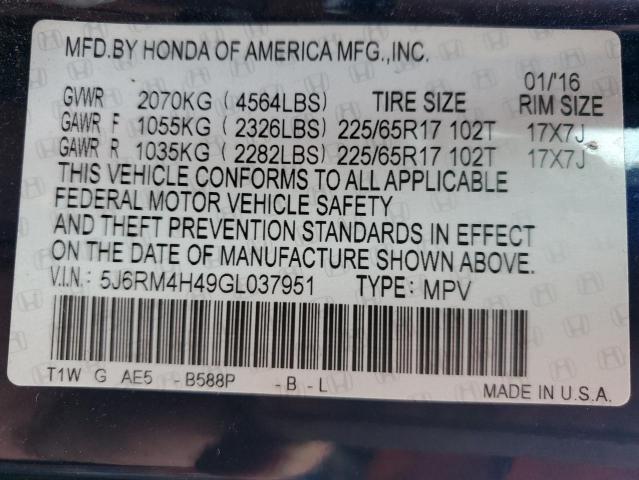 MFD.BY HONDA OF AMERICA MFG.,INC.
01/'16
GVWR 2070KG (4564LBS) TIRE SIZE RIM SIZE
GAWR F 1055KG (2326LBS) 225/65R17 102T 17X7J
GAWR R 1035KG (2282LBS) 225/65R17 102T 17X7J
THIS VEHICLE CONFORMS TO ALL APPLICABLE
FEDERAL MOTOR VEHICLE SAFETY
AND THEFT PREVENTION STANDARDS IN EFFECT
ON THE DATE OF MANUFACTURE SHOWN ABOVE.
V.I.N.: 5J6RM4H49GL037951 TYPE: MPV
T1W G AE5 -B588P -B -L
MADE IN U.S.A.